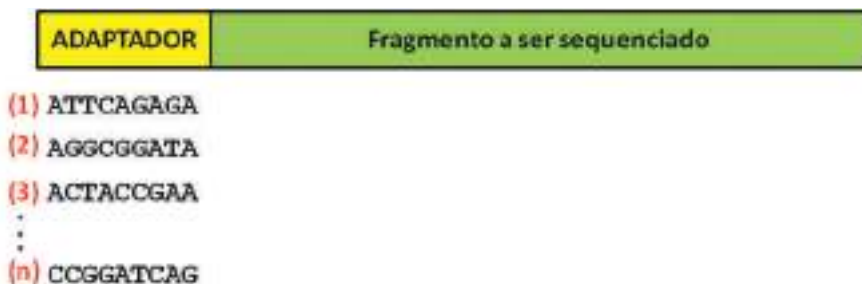 ADAPTADOR Fragmento a ser sequenciado
(1) ATTCAGAGA
(2) AGGCGGATA
(3) ACTACCGAA
(n) CCGGATCAG